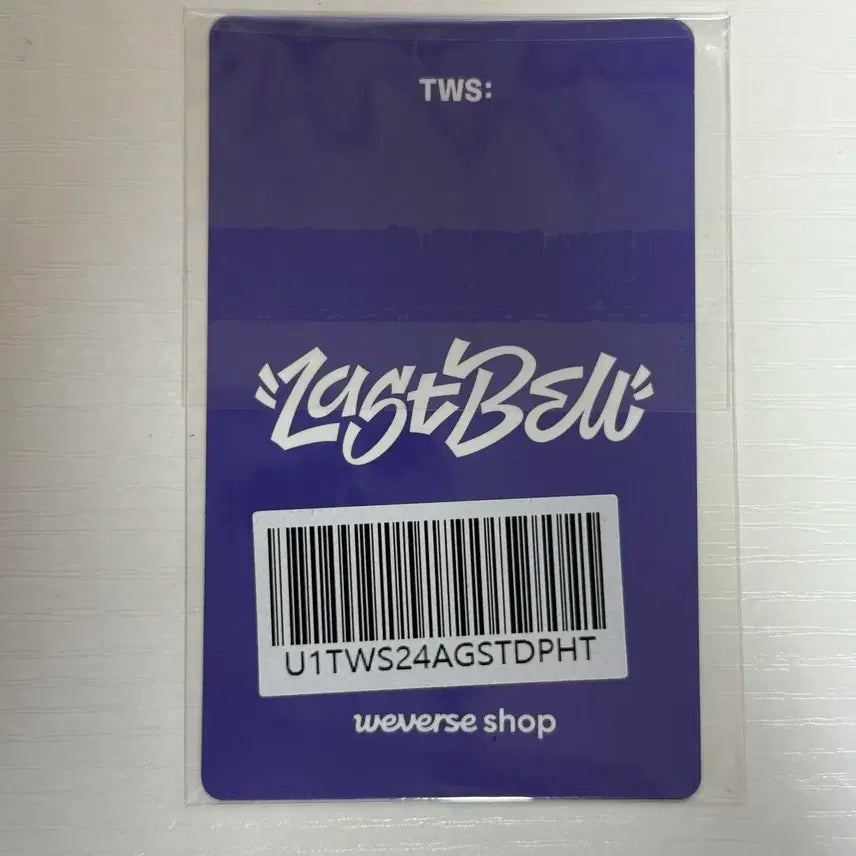 TWS:
Last Bell
U1TWS24AGSTDPHT
weverse shop